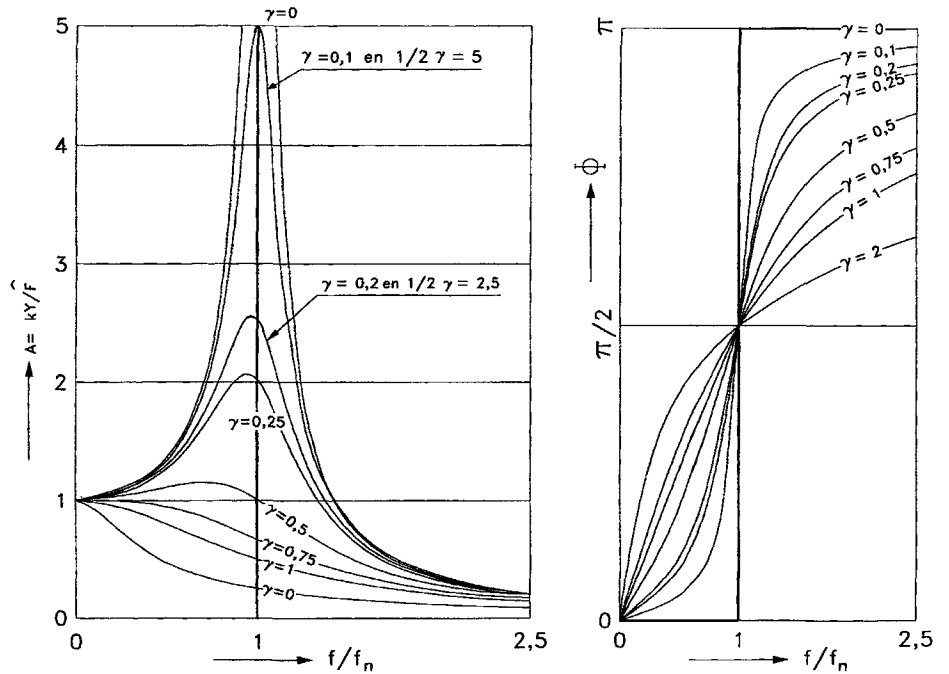 γ=0
5
γ=0,1 en 1/2 γ = 5
4
3
γ = 0,2 en 1/2 γ = 2,5
A= kY/F̂
2
γ=0,25
1
γ=0,5
γ=0,75
γ=1
γ=0
0
0
1
2,5
f/fn
π
γ = 0
γ = 0,1
γ = 0,2
γ = 0,25
γ = 0,5
Φ
γ = 0,75
γ = 1
γ = 2
π/2
0
0
1
2,5
f/fn